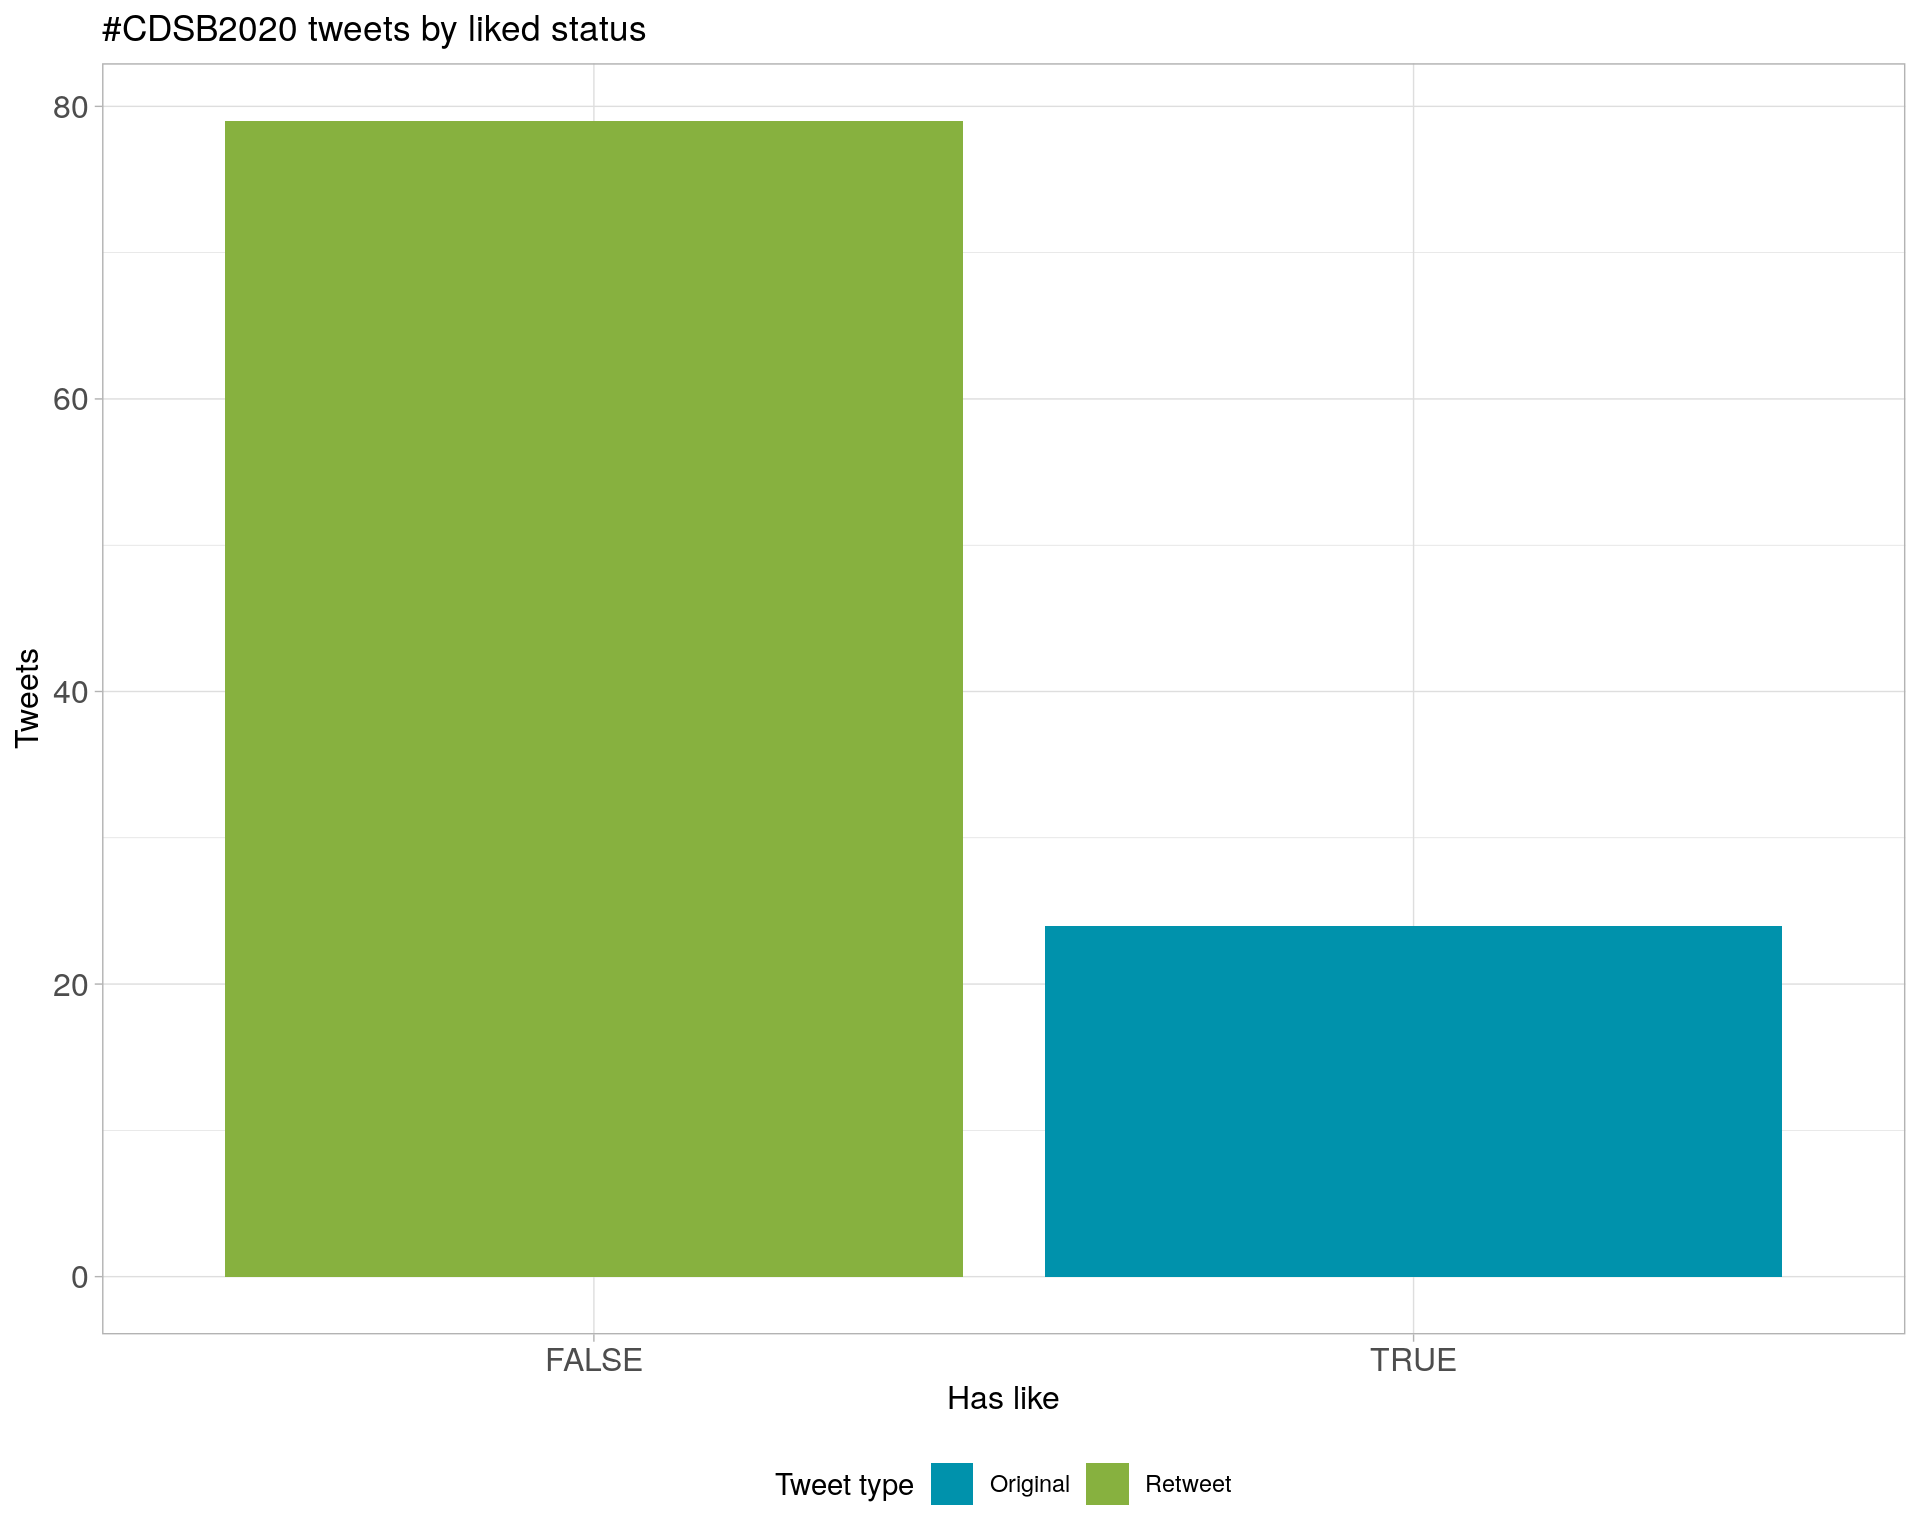 #CDSB2020 tweets by liked status
80
60
40
20
0
Tweets
FALSE TRUE
Has like
Tweet type Original Retweet